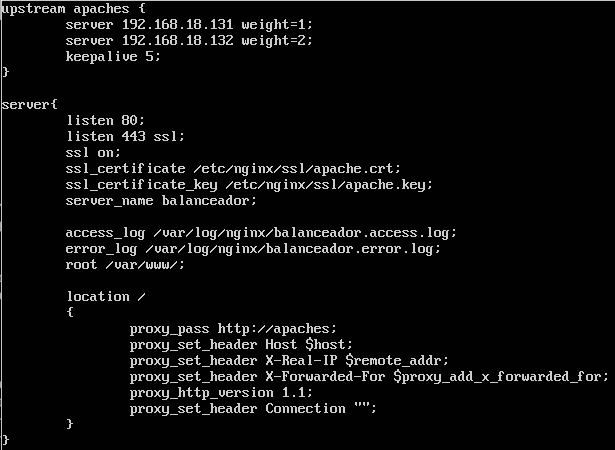 upstream apaches {
        server 192.168.18.131 weight=1;
        server 192.168.18.132 weight=2;
        keepalive 5;
}

server{
        listen 80;
        listen 443 ssl;
        ssl on;
        ssl_certificate /etc/nginx/ssl/apache.crt;
        ssl_certificate_key /etc/nginx/ssl/apache.key;
        server_name balanceador;

        access_log /var/log/nginx/balanceador.access.log;
        error_log /var/log/nginx/balanceador.error.log;
        root /var/www/;

        location /
        {
                proxy_pass http://apaches;
                proxy_set_header Host $host;
                proxy_set_header X-Real-IP $remote_addr;
                proxy_set_header X-Forwarded-For $proxy_add_x_forwarded_for;
                proxy_http_version 1.1;
                proxy_set_header Connection "";
        }
}